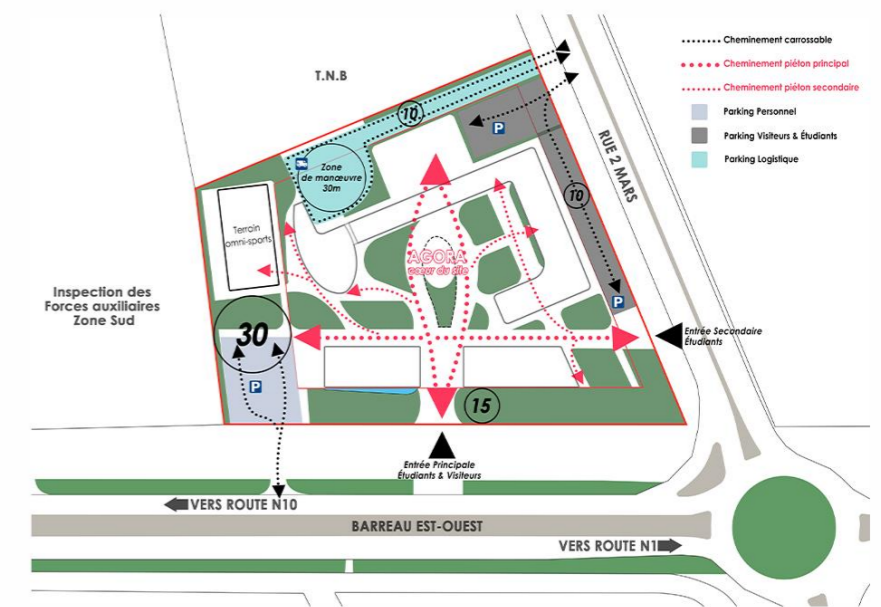 Cheminement carrossable
Cheminement piéton principal
Cheminement piéton secondaire
Parking Personnel
Parking Visiteurs & Étudiants
Parking Logistique
T.N.B
10
P
Zone
de manœuvre
30m
RUE 2 MARS
10
Terrain
omni-sports
AGORA
cœur du site
Inspection des
Forces auxiliaires
Zone Sud
P
30
Entrée Secondaire
Étudiants
P
15
Entrée Principale
Étudiants & Visiteurs
VERS ROUTE N10
BARREAU EST-OUEST
VERS ROUTE N1